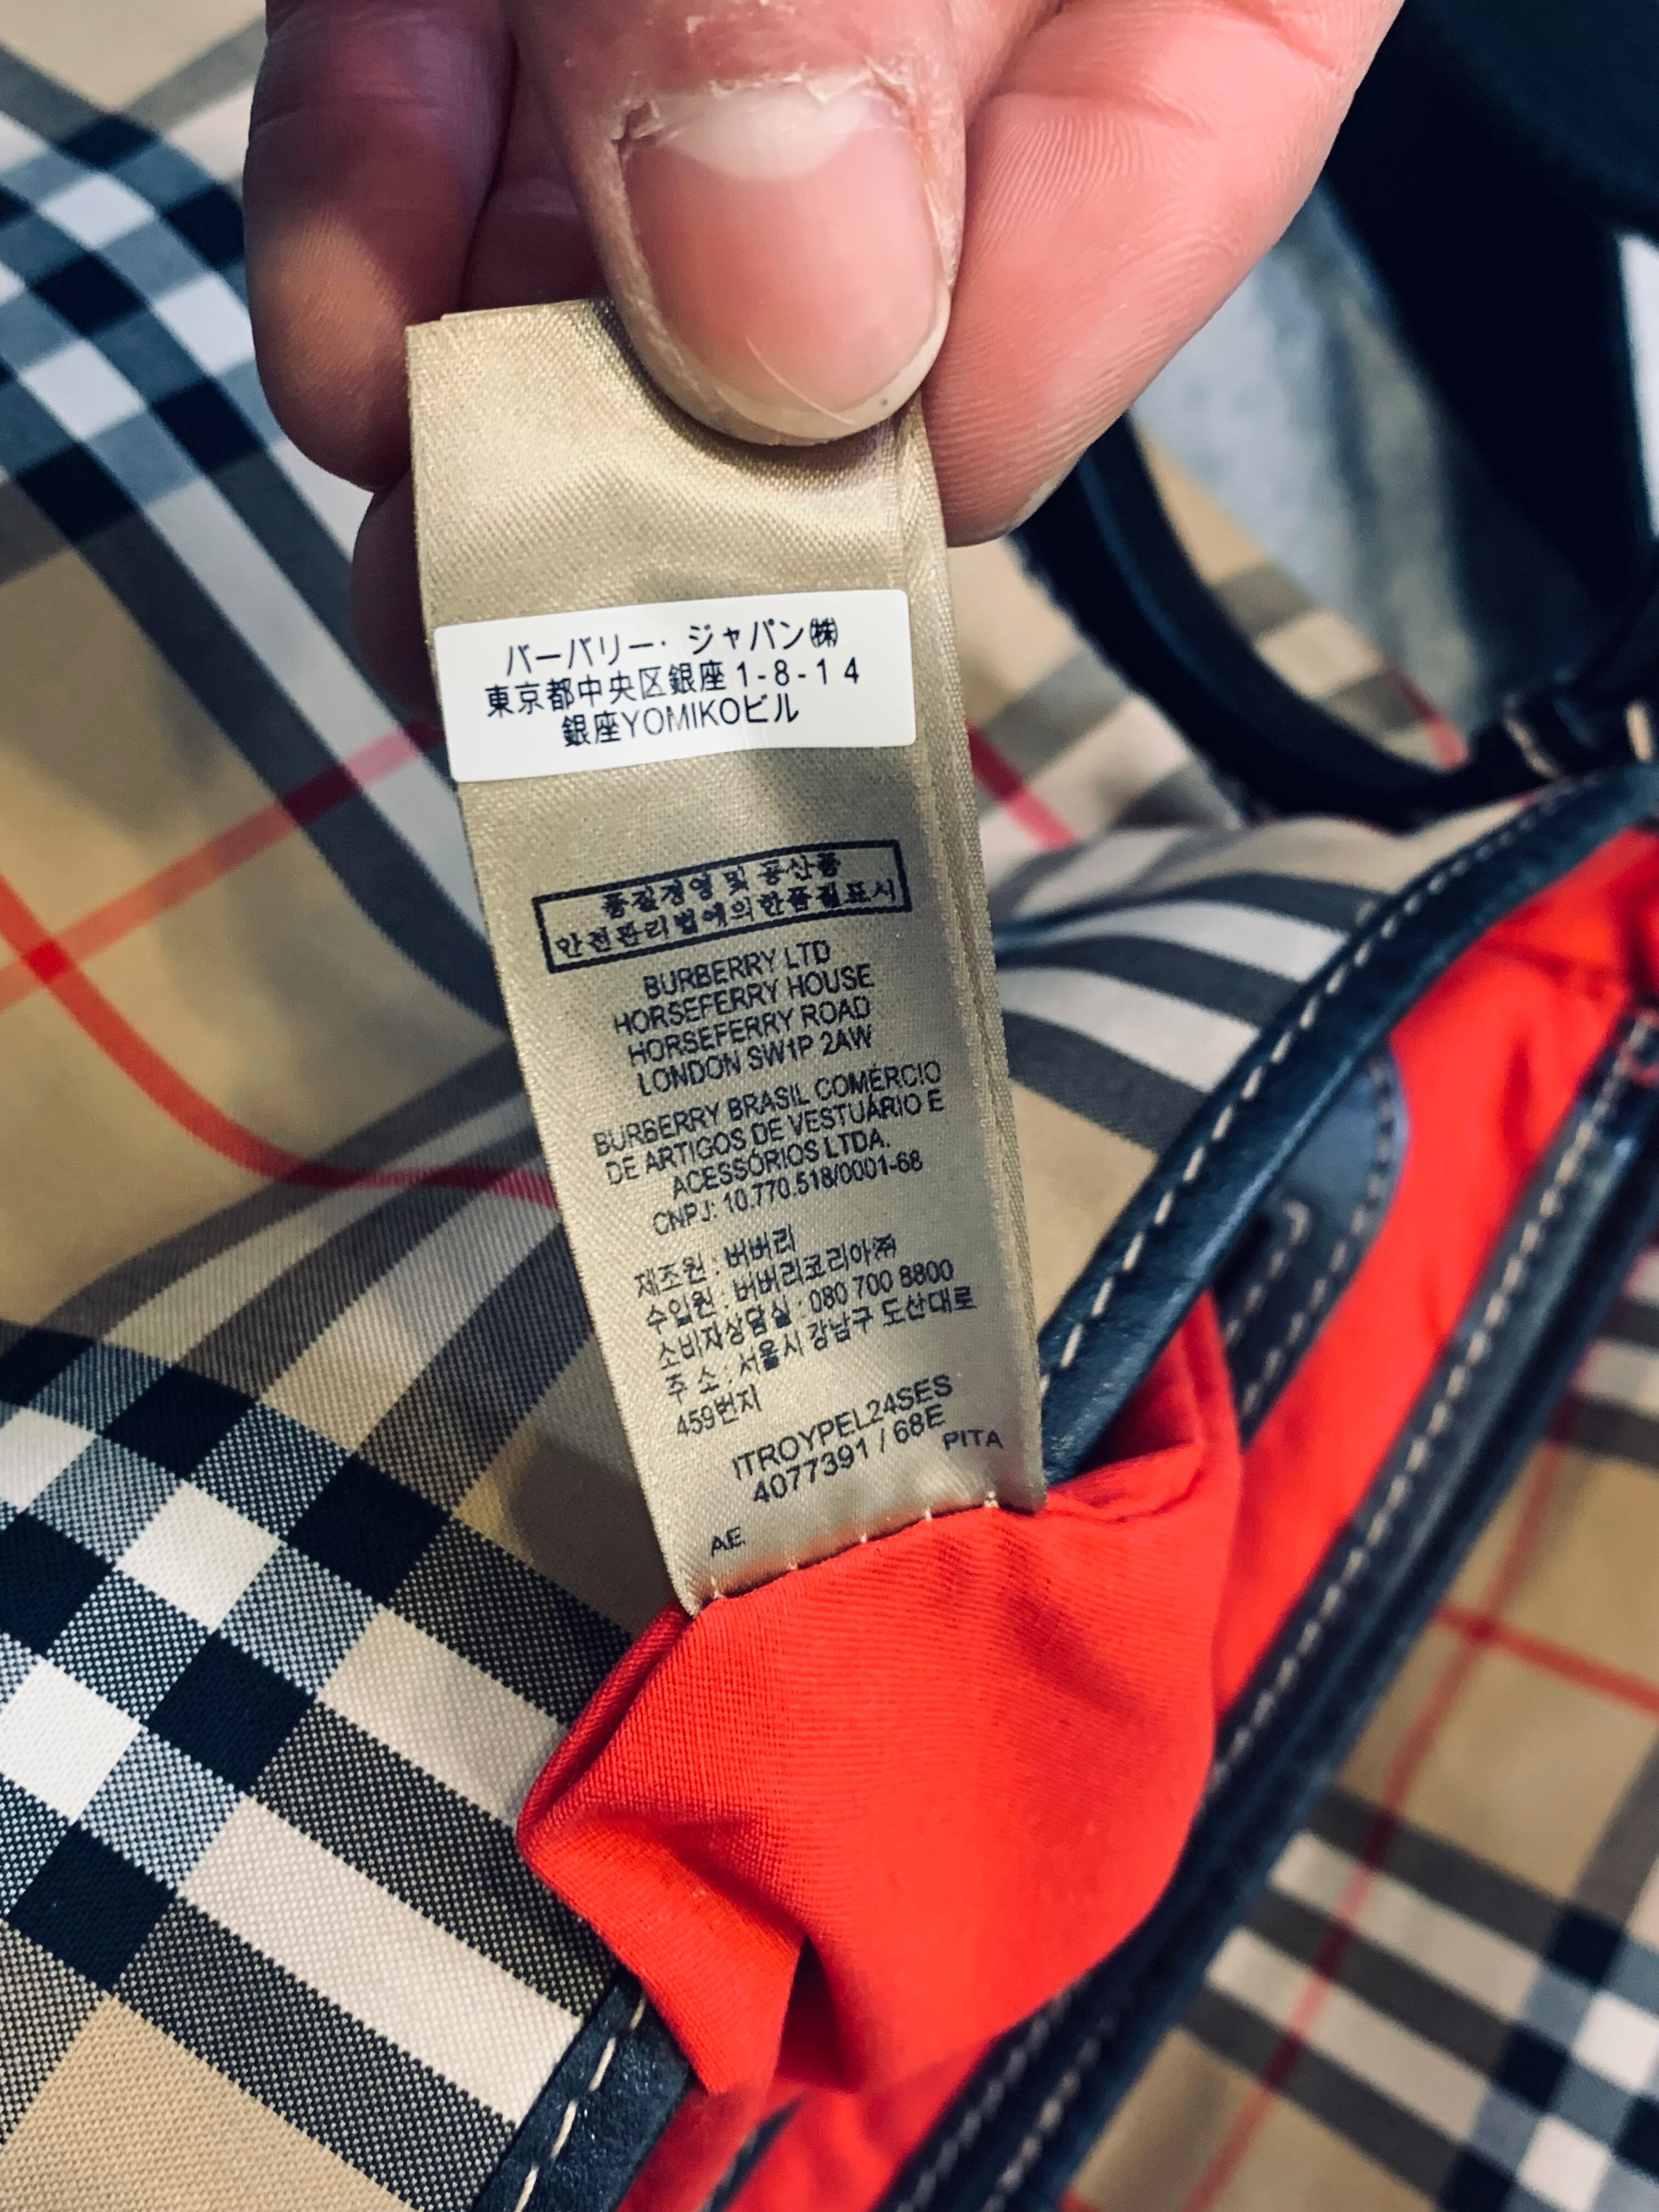 バーバリー・ジャパン㈱
東京都中央区銀座1-8-14
銀座YOMIKOビル
품질경영 및 공산품
안전관리법에의한품질표시
BURBERRY LTD
HORSEFERRY HOUSE
HORSEFERRY ROAD
LONDON SW1P 2AW
BURBERRY BRASIL COMÉRCIO
DE ARTIGOS DE VESTUÁRIO E
ACESSÓRIOS LTDA.
CNPJ: 10.770.518/0001-68
제조원 : 버버리
수입원 : 버버리코리아㈜
소비자상담실 : 080 700 8800
주 소 : 서울시 강남구 도산대로
459번지
ITROYPEL24SES
4077391 / 68E
PITA
AE